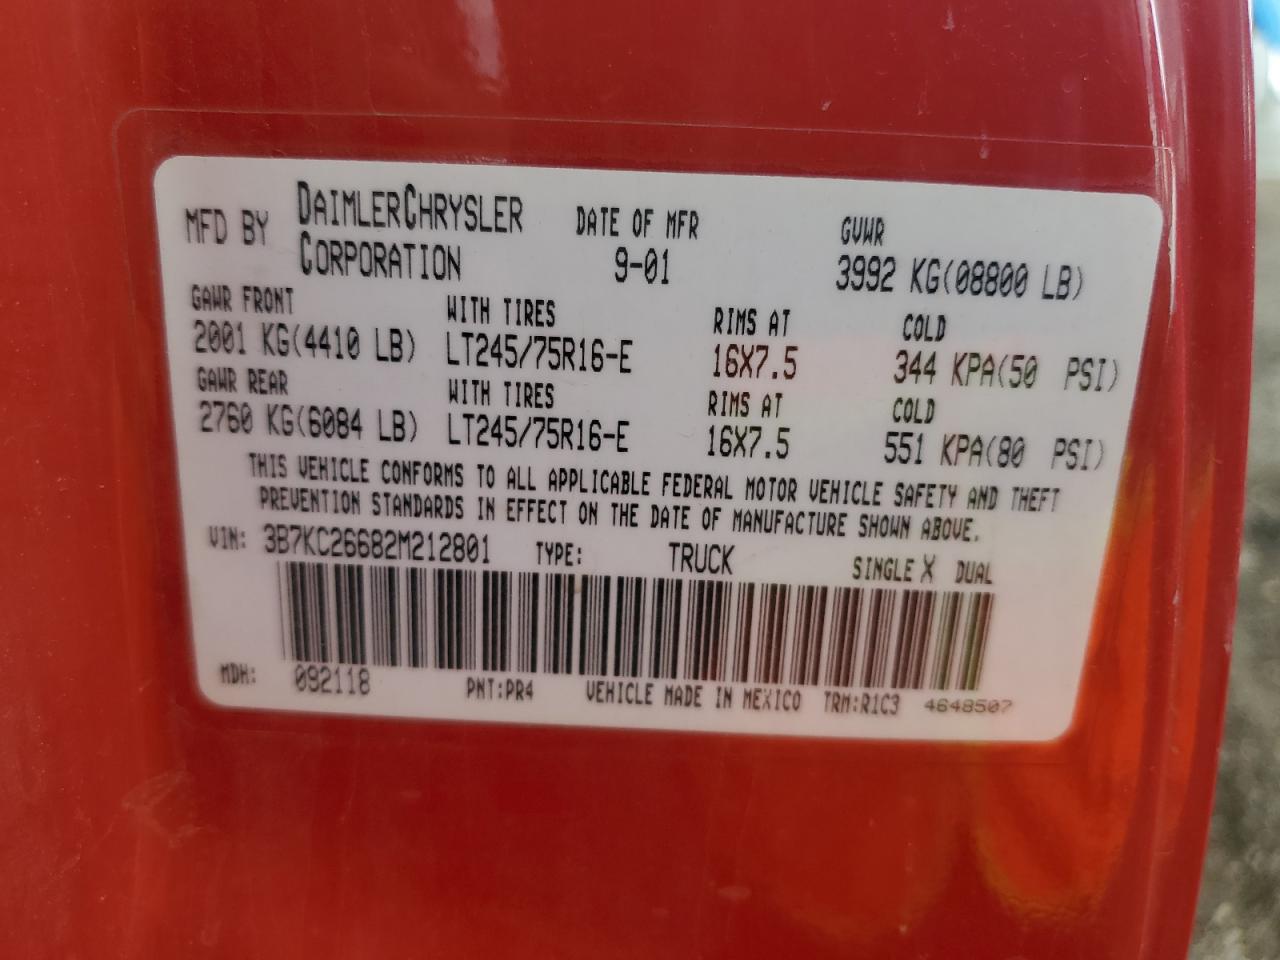 MFD BY DAIMLERCHRYSLER CORPORATION DATE OF MFR 9-01 GVWR 3992 KG(08800 LB)
GAWR FRONT WITH TIRES RIMS AT COLD
2001 KG(4410 LB) LT245/75R16-E 16X7.5 344 KPA(50 PSI)
GAWR REAR WITH TIRES RIMS AT COLD
2760 KG(6084 LB) LT245/75R16-E 16X7.5 551 KPA(80 PSI)
THIS VEHICLE CONFORMS TO ALL APPLICABLE FEDERAL MOTOR VEHICLE SAFETY AND THEFT
PREVENTION STANDARDS IN EFFECT ON THE DATE OF MANUFACTURE SHOWN ABOVE.
VIN: 3B7KC26682M212801 TYPE: TRUCK SINGLE X DUAL
MDH: 092118 PNT:PR4 VEHICLE MADE IN MEXICO TRM:R1C3 4648507